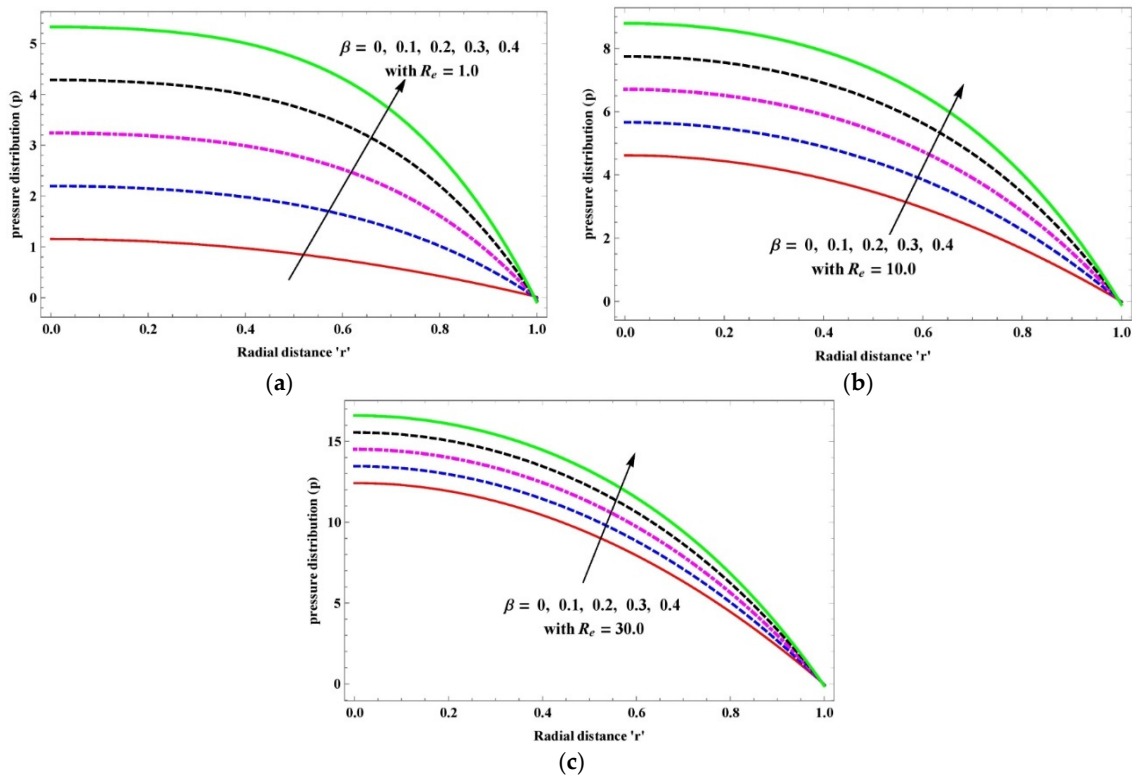 β = 0, 0.1, 0.2, 0.3, 0.4
with Re = 1.0
pressure distribution (p)
5
4
3
2
1
0
0.0 0.2 0.4 0.6 0.8 1.0
Radial distance 'r'
(a)
pressure distribution (p)
8
6
4
2
0
β = 0, 0.1, 0.2, 0.3, 0.4
with Re = 10.0
0.0 0.2 0.4 0.6 0.8 1.0
Radial distance 'r'
(b)
pressure distribution (p)
15
10
5
0
β = 0, 0.1, 0.2, 0.3, 0.4
with Re = 30.0
0.0 0.2 0.4 0.6 0.8 1.0
Radial distance 'r'
(c)